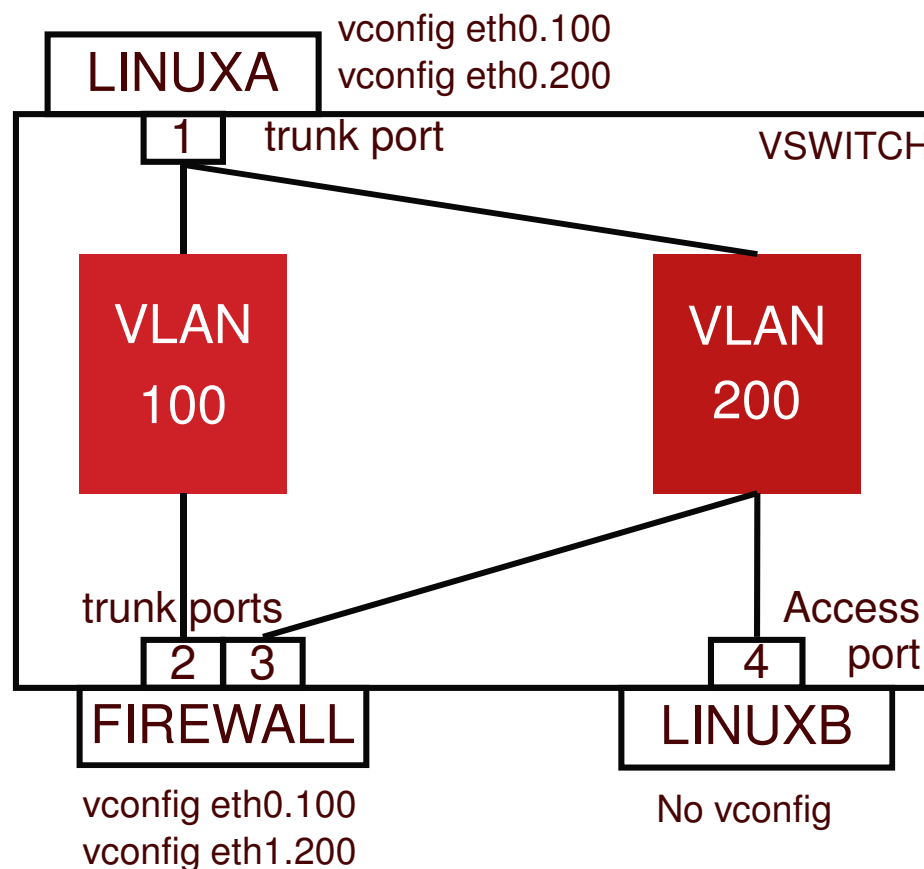 vconfig eth0.100
LINUXA
vconfig eth0.200
1
trunk port
VSWITCH
VLAN
100
VLAN
200
trunk ports
Access
port
2
3
4
FIREWALL
LINUXB
vconfig eth0.100
vconfig eth1.200
No vconfig